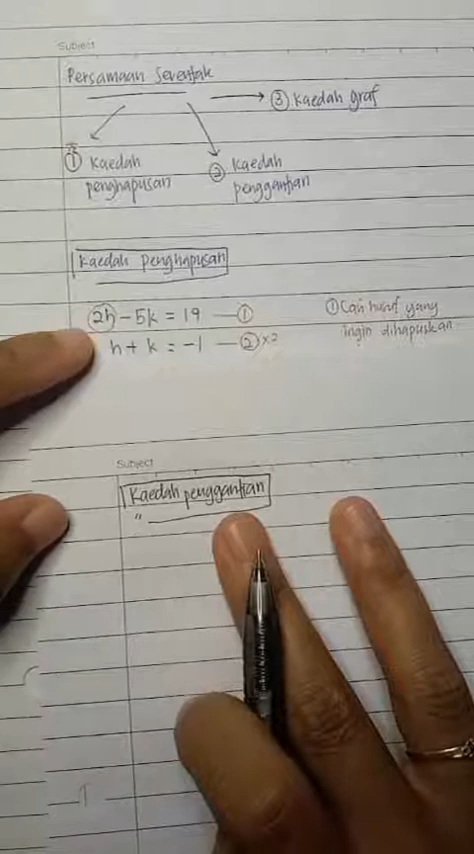 Subject
Persamaan Serentak
③ Kaedah graf
① Kaedah
penghapusan
② Kaedah
penggantian
Kaedah penghapusan
2h - 5k = 19 — ①
h + k = -1 — ② ×2
① Cari huruf yang
ingin dihapuskan
Subject
Kaedah penggantian
"